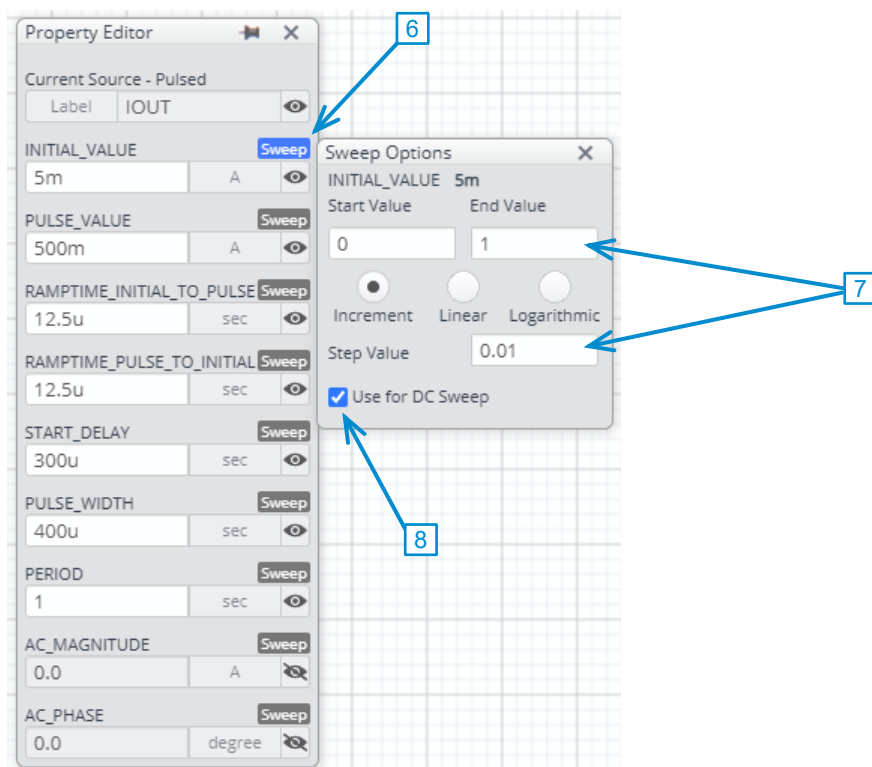 Property Editor
Current Source - Pulsed
Label IOUT
INITIAL_VALUE Sweep
5m A
PULSE_VALUE Sweep
500m A
RAMPTIME_INITIAL_TO_PULSE Sweep
12.5u sec
RAMPTIME_PULSE_TO_INITIAL Sweep
12.5u sec
START_DELAY Sweep
300u sec
PULSE_WIDTH Sweep
400u sec
PERIOD Sweep
1 sec
AC_MAGNITUDE Sweep
0.0 A
AC_PHASE Sweep
0.0 degree
6
Sweep Options
INITIAL_VALUE 5m
Start Value End Value
0 1
Increment Linear Logarithmic
Step Value 0.01
Use for DC Sweep
7
8